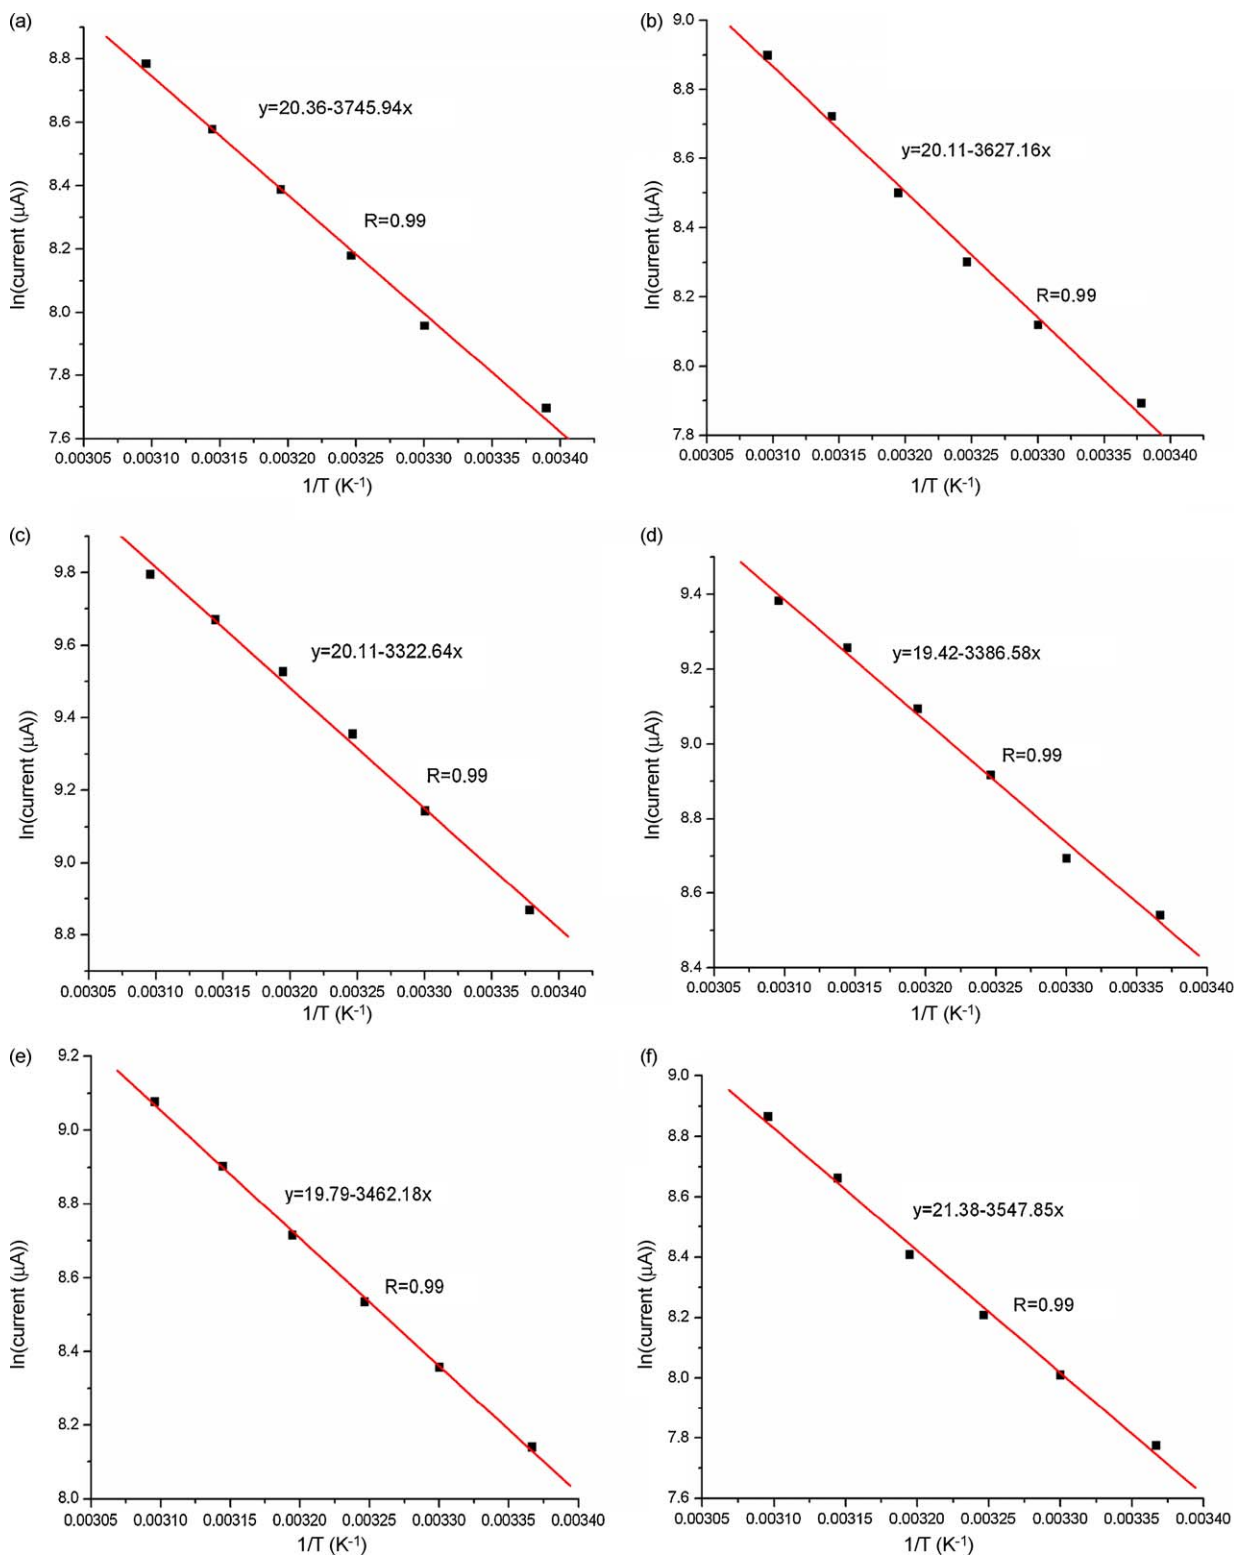 (a)
8.8
8.6
8.4
8.2
8.0
7.8
7.6
ln(current (μA))
y=20.36-3745.94x
R=0.99
0.00305 0.00310 0.00315 0.00320 0.00325 0.00330 0.00335 0.00340
1/T (K-1)
(b)
9.0
8.8
8.6
8.4
8.2
8.0
7.8
ln(current (μA))
y=20.11-3627.16x
R=0.99
0.00305 0.00310 0.00315 0.00320 0.00325 0.00330 0.00335 0.00340
1/T (K-1)
(c)
9.8
9.6
9.4
9.2
9.0
8.8
ln(current (μA))
y=20.11-3322.64x
R=0.99
0.00305 0.00310 0.00315 0.00320 0.00325 0.00330 0.00335 0.00340
1/T (K-1)
(d)
9.4
9.2
9.0
8.8
8.6
8.4
ln(current (μA))
y=19.42-3386.58x
R=0.99
0.00305 0.00310 0.00315 0.00320 0.00325 0.00330 0.00335 0.00340
1/T (K-1)
(e)
9.2
9.0
8.8
8.6
8.4
8.2
8.0
ln(current (μA))
y=19.79-3462.18x
R=0.99
0.00305 0.00310 0.00315 0.00320 0.00325 0.00330 0.00335 0.00340
1/T (K-1)
(f)
9.0
8.8
8.6
8.4
8.2
8.0
7.8
7.6
ln(current (μA))
y=21.38-3547.85x
R=0.99
0.00305 0.00310 0.00315 0.00320 0.00325 0.00330 0.00335 0.00340
1/T (K-1)